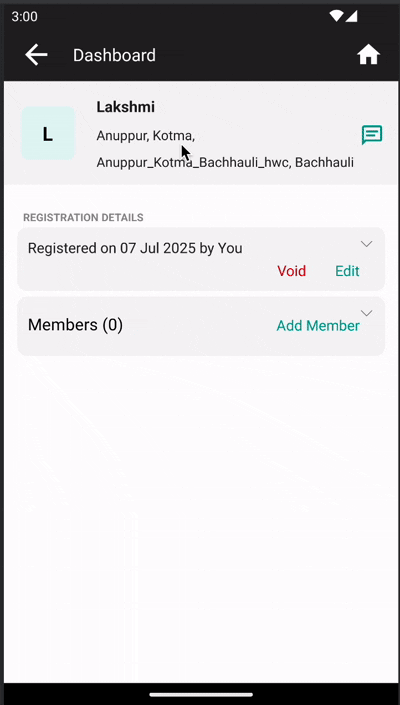 3:00
Dashboard
Lakshmi
L
Anuppur, Kotma,
Anuppur_Kotma_Bachhauli_hwc, Bachhauli
REGISTRATION DETAILS
Registered on 07 Jul 2025 by You
Void Edit
Members (0)
Add Member